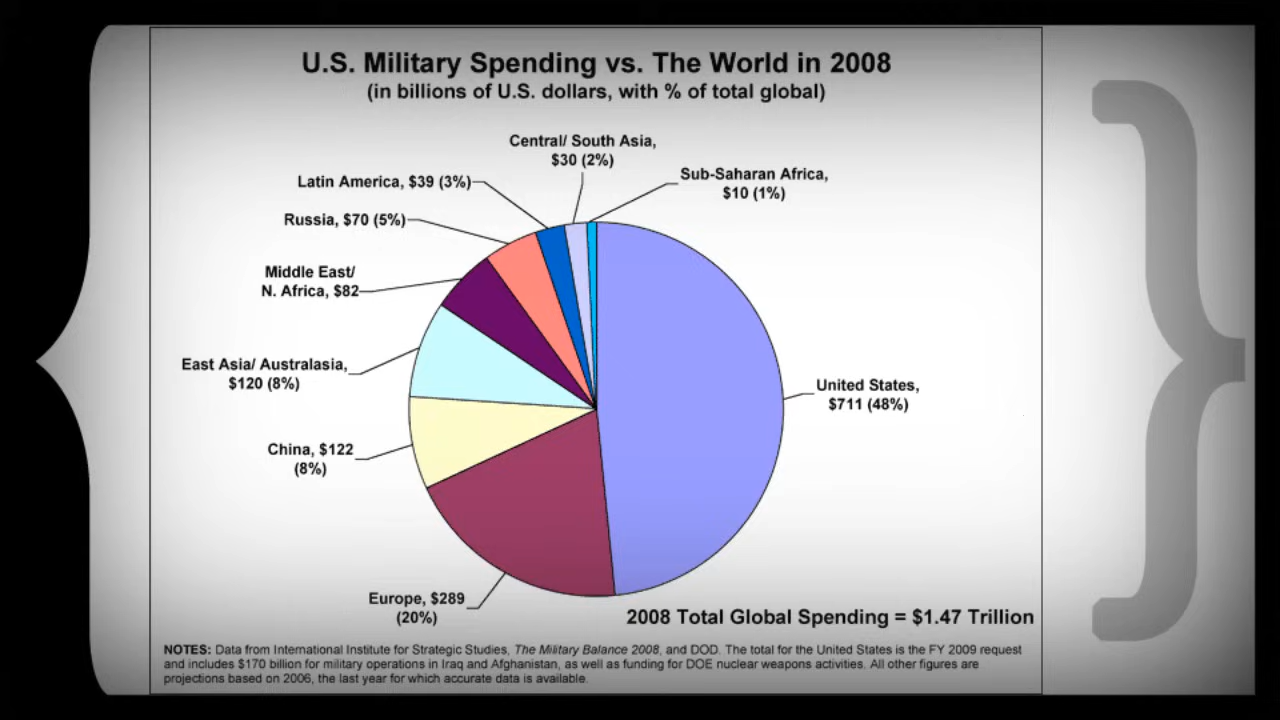 U.S. Military Spending vs. The World in 2008
(in billions of U.S. dollars, with % of total global)
Central/ South Asia,
$30 (2%)
Sub-Saharan Africa,
$10 (1%)
Latin America, $39 (3%)
Russia, $70 (5%)
Middle East/
N. Africa, $82
East Asia/ Australasia,
$120 (8%)
United States,
$711 (48%)
China, $122
(8%)
Europe, $289
(20%)
2008 Total Global Spending = $1.47 Trillion
NOTES: Data from International Institute for Strategic Studies, The Military Balance 2008, and DOD. The total for the United States is the FY 2009 request
and includes $170 billion for military operations in Iraq and Afghanistan, as well as funding for DOE nuclear weapons activities. All other figures are
projections based on 2006, the last year for which accurate data is available.
}